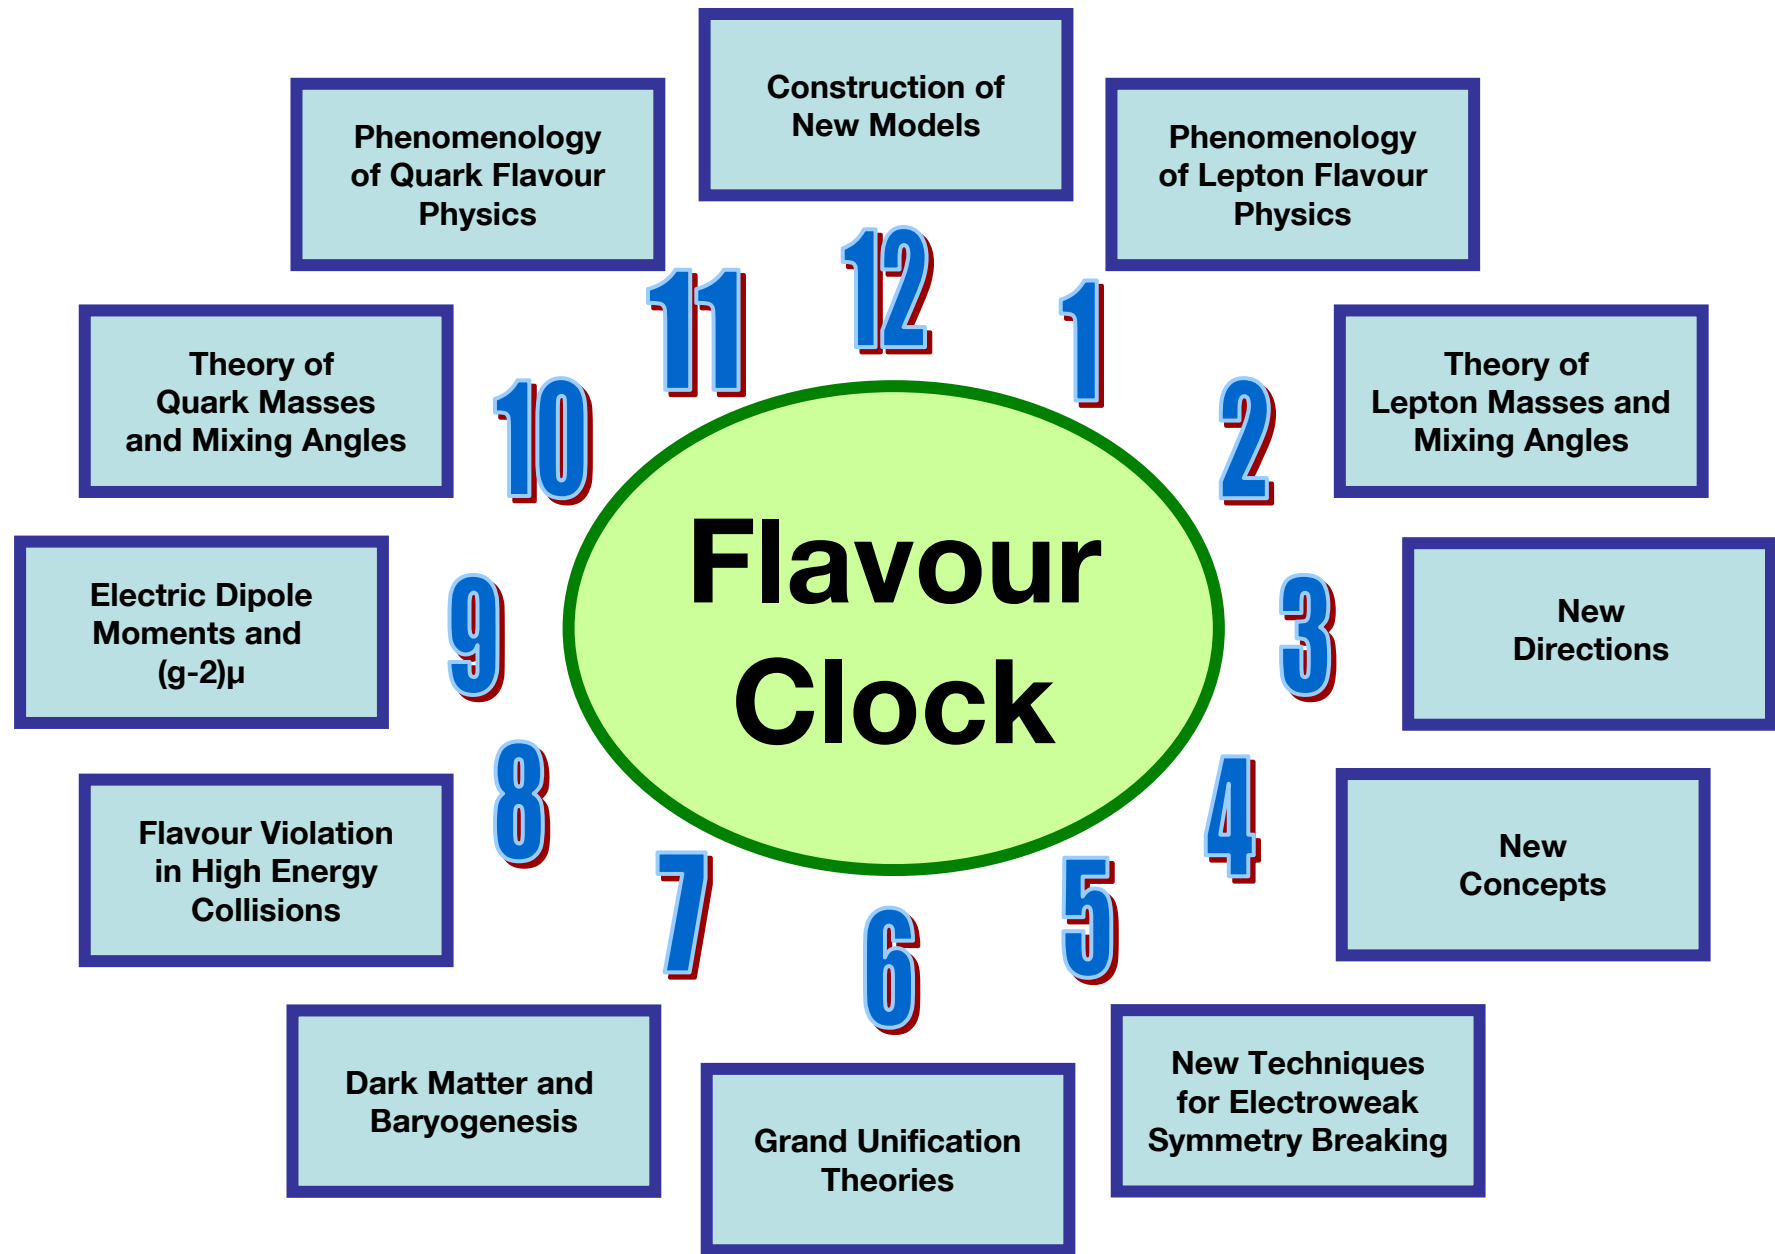 Construction of
New Models
12
Phenomenology
of Lepton Flavour
Physics
1
Theory of
Lepton Masses and
Mixing Angles
2
New
Directions
3
New
Concepts
4
New Techniques
for Electroweak
Symmetry Breaking
5
Grand Unification
Theories
6
Dark Matter and
Baryogenesis
7
Flavour Violation
in High Energy
Collisions
8
Electric Dipole
Moments and
(g-2)µ
9
Theory of
Quark Masses
and Mixing Angles
10
Phenomenology
of Quark Flavour
Physics
11
Flavour
Clock